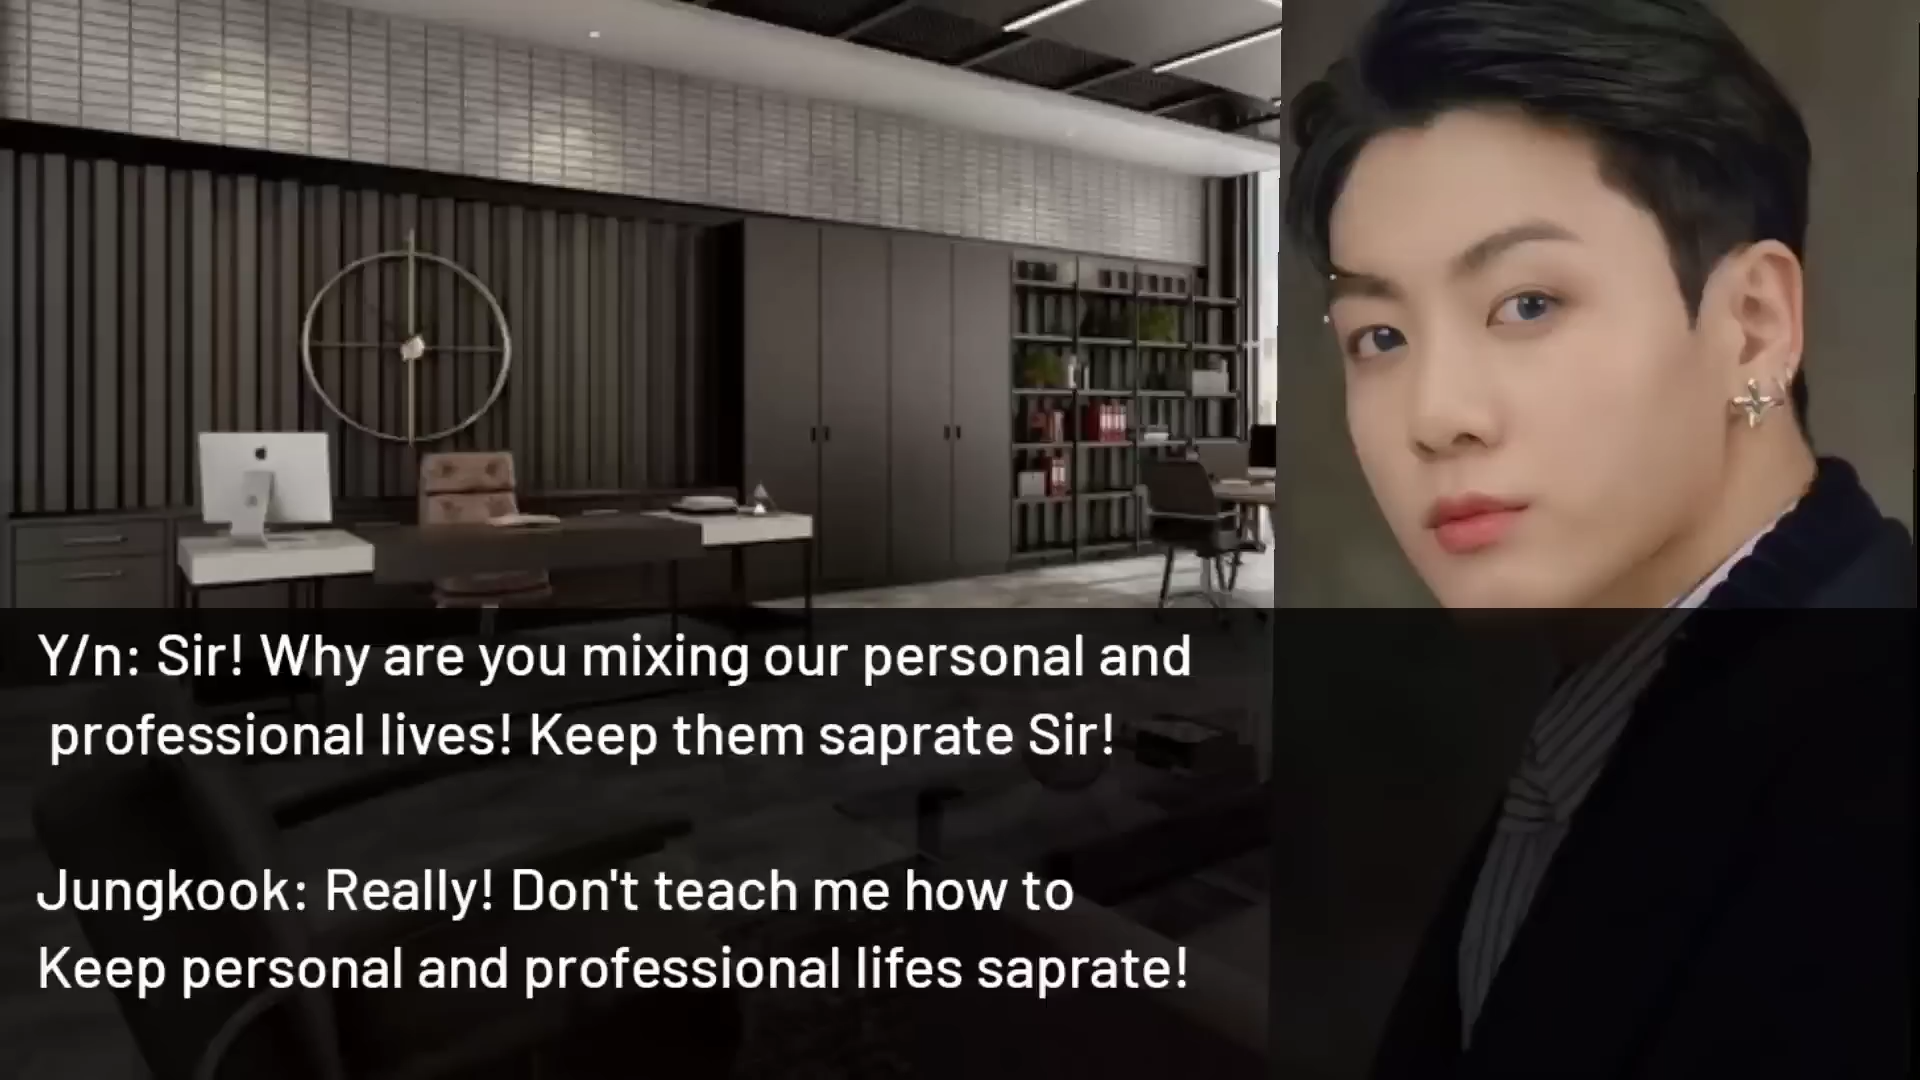 Y/n: Sir! Why are you mixing our personal and
professional lives! Keep them saprate Sir!
Jungkook: Really! Don't teach me how to
Keep personal and professional lifes saprate!